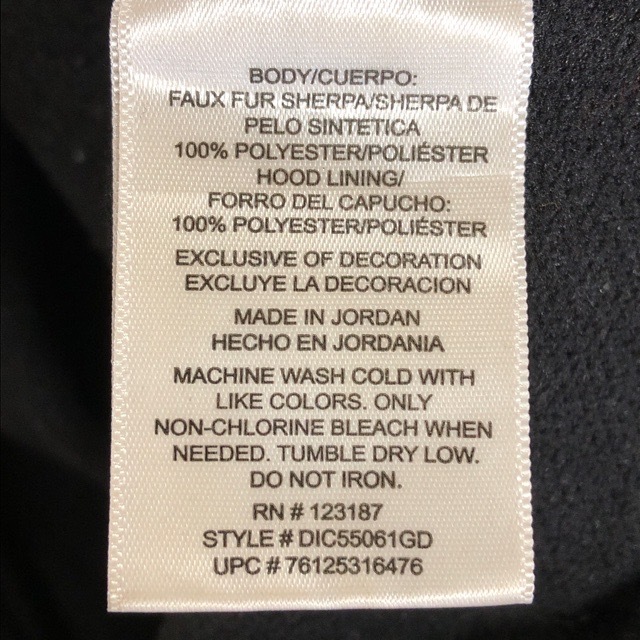 BODY/CUERPO:
FAUX FUR SHERPA/SHERPA DE
PELO SINTETICA
100% POLYESTER/POLIÉSTER
HOOD LINING/
FORRO DEL CAPUCHO:
100% POLYESTER/POLIÉSTER
EXCLUSIVE OF DECORATION
EXCLUYE LA DECORACION
MADE IN JORDAN
HECHO EN JORDANIA
MACHINE WASH COLD WITH
LIKE COLORS. ONLY
NON-CHLORINE BLEACH WHEN
NEEDED. TUMBLE DRY LOW.
DO NOT IRON.
RN # 123187
STYLE # DIC55061GD
UPC # 76125316476